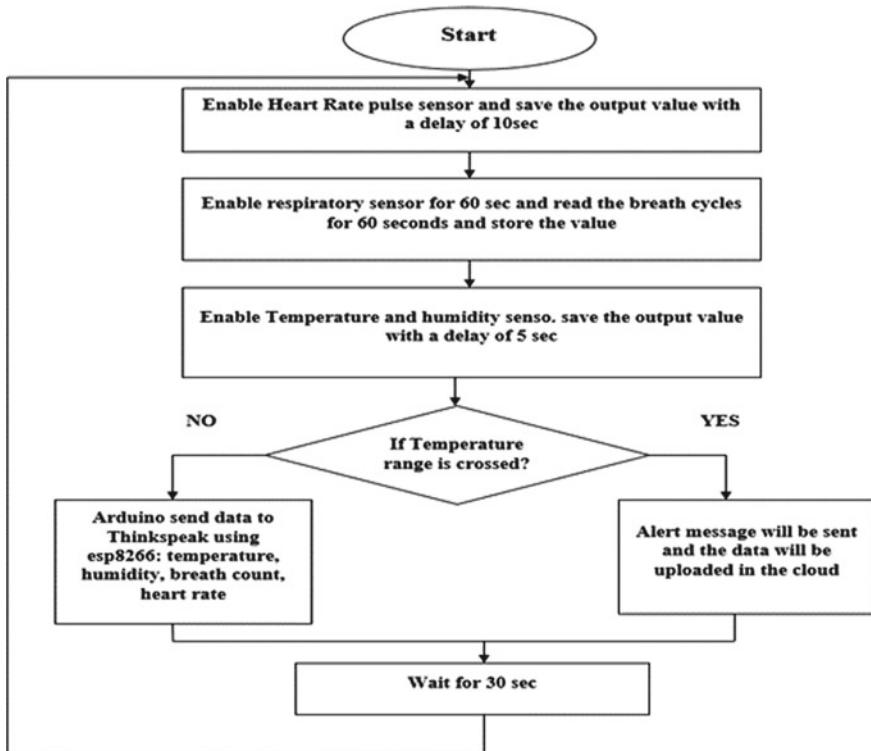 Start
Enable Heart Rate pulse sensor and save the output value with
a delay of 10sec
Enable respiratory sensor for 60 sec and read the breath cycles
for 60 seconds and store the value
Enable Temperature and humidity senso. save the output value
with a delay of 5 sec
NO
YES
If Temperature
range is crossed?
Arduino send data to
Thinkspeak using
esp8266: temperature,
humidity, breath count,
heart rate
Alert message will be sent
and the data will be
uploaded in the cloud
Wait for 30 sec